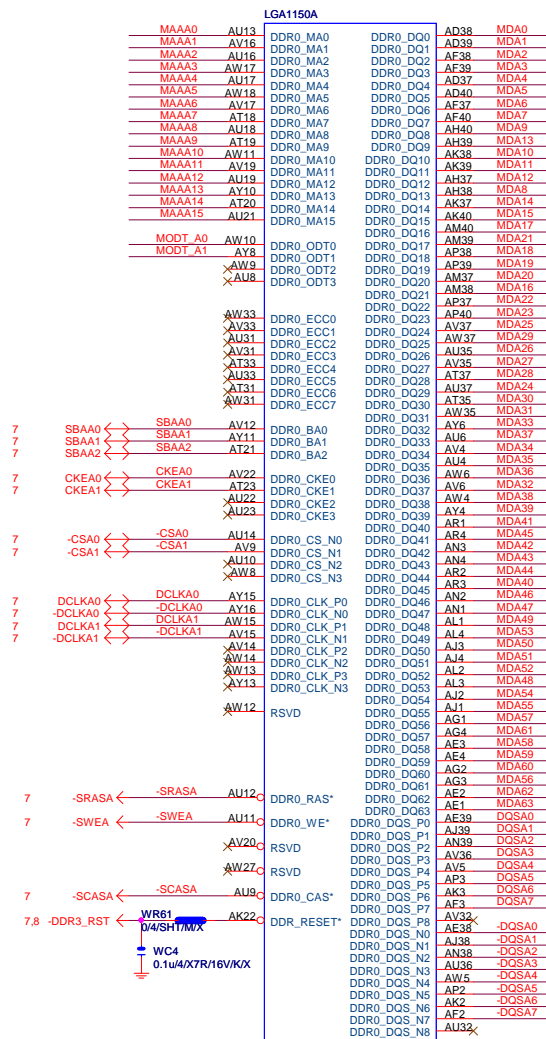 LGA1150A
MAAA0 AU13 DDR0_MA0
MAAA1 AV16 DDR0_MA1
MAAA2 AU16 DDR0_MA2
MAAA3 AW17 DDR0_MA3
MAAA4 AU17 DDR0_MA4
MAAA5 AW18 DDR0_MA5
MAAA6 AV17 DDR0_MA6
MAAA7 AT18 DDR0_MA7
MAAA8 AU18 DDR0_MA8
MAAA9 AT19 DDR0_MA9
MAAA10 AW11 DDR0_MA10
MAAA11 AV19 DDR0_MA11
MAAA12 AU19 DDR0_MA12
MAAA13 AY10 DDR0_MA13
MAAA14 AT20 DDR0_MA14
MAAA15 AU21 DDR0_MA15
MODT_A0 AW10 DDR0_ODT0
MODT_A1 AY8 DDR0_ODT1
AW9 DDR0_ODT2
AU8 DDR0_ODT3
AW33 DDR0_ECC0
AV33 DDR0_ECC1
AU31 DDR0_ECC2
AV31 DDR0_ECC3
AT33 DDR0_ECC4
AU33 DDR0_ECC5
AT31 DDR0_ECC6
AW31 DDR0_ECC7
7 SBAA0 SBAA0 AV12 DDR0_BA0
7 SBAA1 SBAA1 AY11 DDR0_BA1
7 SBAA2 SBAA2 AT21 DDR0_BA2
7 CKEA0 CKEA0 AV22 DDR0_CKE0
7 CKEA1 CKEA1 AT23 DDR0_CKE1
AU22 DDR0_CKE2
AU23 DDR0_CKE3
7 -CSA0 -CSA0 AU14 DDR0_CS_N0
7 -CSA1 -CSA1 AV9 DDR0_CS_N1
AU10 DDR0_CS_N2
AW8 DDR0_CS_N3
7 DCLKA0 DCLKA0 AY15 DDR0_CLK_P0
7 -DCLKA0 -DCLKA0 AY16 DDR0_CLK_N0
7 DCLKA1 DCLKA1 AW15 DDR0_CLK_P1
7 -DCLKA1 -DCLKA1 AV15 DDR0_CLK_N1
AV14 DDR0_CLK_P2
AW14 DDR0_CLK_N2
AW13 DDR0_CLK_P3
AY13 DDR0_CLK_N3
AW12 RSVD
7 -SRASA -SRASA AU12 DDR0_RAS*
7 -SWEA -SWEA AU11 DDR0_WE*
AV20 RSVD
AW27 RSVD
7 -SCASA -SCASA AU9 DDR0_CAS*
7,8 -DDR3_RST WR61 AK22 DDR_RESET*
0/4/SHT/M/X
WC4
0.1u/4/X7R/16V/K/X
DDR0_DQ0 AD38 MDA0
DDR0_DQ1 AD39 MDA1
DDR0_DQ2 AF38 MDA2
DDR0_DQ3 AF39 MDA3
DDR0_DQ4 AD37 MDA4
DDR0_DQ5 AD40 MDA5
DDR0_DQ6 AF37 MDA6
DDR0_DQ7 AF40 MDA7
DDR0_DQ8 AH40 MDA9
DDR0_DQ9 AH39 MDA13
DDR0_DQ10 AK38 MDA10
DDR0_DQ11 AK39 MDA11
DDR0_DQ12 AH37 MDA12
DDR0_DQ13 AH38 MDA8
DDR0_DQ14 AK37 MDA14
DDR0_DQ15 AK40 MDA15
DDR0_DQ16 AM40 MDA17
DDR0_DQ17 AM39 MDA21
DDR0_DQ18 AP38 MDA18
DDR0_DQ19 AP39 MDA19
DDR0_DQ20 AM37 MDA20
DDR0_DQ21 AM38 MDA16
DDR0_DQ22 AP37 MDA22
DDR0_DQ23 AP40 MDA23
DDR0_DQ24 AV37 MDA25
DDR0_DQ25 AW37 MDA29
DDR0_DQ26 AU35 MDA26
DDR0_DQ27 AV35 MDA27
DDR0_DQ28 AT37 MDA28
DDR0_DQ29 AU37 MDA24
DDR0_DQ30 AT35 MDA30
DDR0_DQ31 AW35 MDA31
DDR0_DQ32 AY6 MDA33
DDR0_DQ33 AU6 MDA37
DDR0_DQ34 AV4 MDA34
DDR0_DQ35 AU4 MDA35
DDR0_DQ36 AW6 MDA36
DDR0_DQ37 AV6 MDA32
DDR0_DQ38 AW4 MDA38
DDR0_DQ39 AY4 MDA39
DDR0_DQ40 AR1 MDA41
DDR0_DQ41 AR4 MDA45
DDR0_DQ42 AN3 MDA42
DDR0_DQ43 AN4 MDA43
DDR0_DQ44 AR2 MDA44
DDR0_DQ45 AR3 MDA40
DDR0_DQ46 AN2 MDA46
DDR0_DQ47 AN1 MDA47
DDR0_DQ48 AL1 MDA49
DDR0_DQ49 AL4 MDA53
DDR0_DQ50 AJ3 MDA50
DDR0_DQ51 AJ4 MDA51
DDR0_DQ52 AL2 MDA52
DDR0_DQ53 AL3 MDA48
DDR0_DQ54 AJ2 MDA54
DDR0_DQ55 AJ1 MDA55
DDR0_DQ56 AG1 MDA57
DDR0_DQ57 AG4 MDA61
DDR0_DQ58 AE3 MDA58
DDR0_DQ59 AE4 MDA59
DDR0_DQ60 AG2 MDA60
DDR0_DQ61 AG3 MDA56
DDR0_DQ62 AE2 MDA62
DDR0_DQ63 AE1 MDA63
DDR0_DQS_P0 AE39 DQSA0
DDR0_DQS_P1 AJ39 DQSA1
DDR0_DQS_P2 AN39 DQSA2
DDR0_DQS_P3 AV36 DQSA3
DDR0_DQS_P4 AV5 DQSA4
DDR0_DQS_P5 AP3 DQSA5
DDR0_DQS_P6 AK3 DQSA6
DDR0_DQS_P7 AF3 DQSA7
DDR0_DQS_P8 AV32
DDR0_DQS_N0 AE38 -DQSA0
DDR0_DQS_N1 AJ38 -DQSA1
DDR0_DQS_N2 AN38 -DQSA2
DDR0_DQS_N3 AU36 -DQSA3
DDR0_DQS_N4 AW5 -DQSA4
DDR0_DQS_N5 AP2 -DQSA5
DDR0_DQS_N6 AK2 -DQSA6
DDR0_DQS_N7 AF2 -DQSA7
DDR0_DQS_N8 AU32